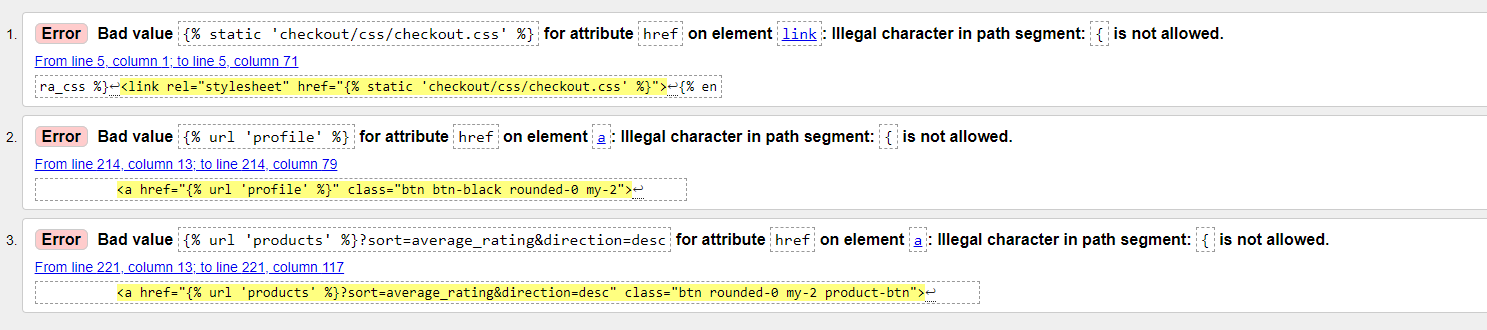 1. Error Bad value {% static 'checkout/css/checkout.css' %} for attribute href on element link: Illegal character in path segment: { is not allowed.
From line 5, column 1; to line 5, column 71
ra_css %}↩<link rel="stylesheet" href="{% static 'checkout/css/checkout.css' %}">↩{% en
2. Error Bad value {% url 'profile' %} for attribute href on element a: Illegal character in path segment: { is not allowed.
From line 214, column 13; to line 214, column 79
<a href="{% url 'profile' %}" class="btn btn-black rounded-0 my-2">↩
3. Error Bad value {% url 'products' %}?sort=average_rating&direction=desc for attribute href on element a: Illegal character in path segment: { is not allowed.
From line 221, column 13; to line 221, column 117
<a href="{% url 'products' %}?sort=average_rating&direction=desc" class="btn rounded-0 my-2 product-btn">↩